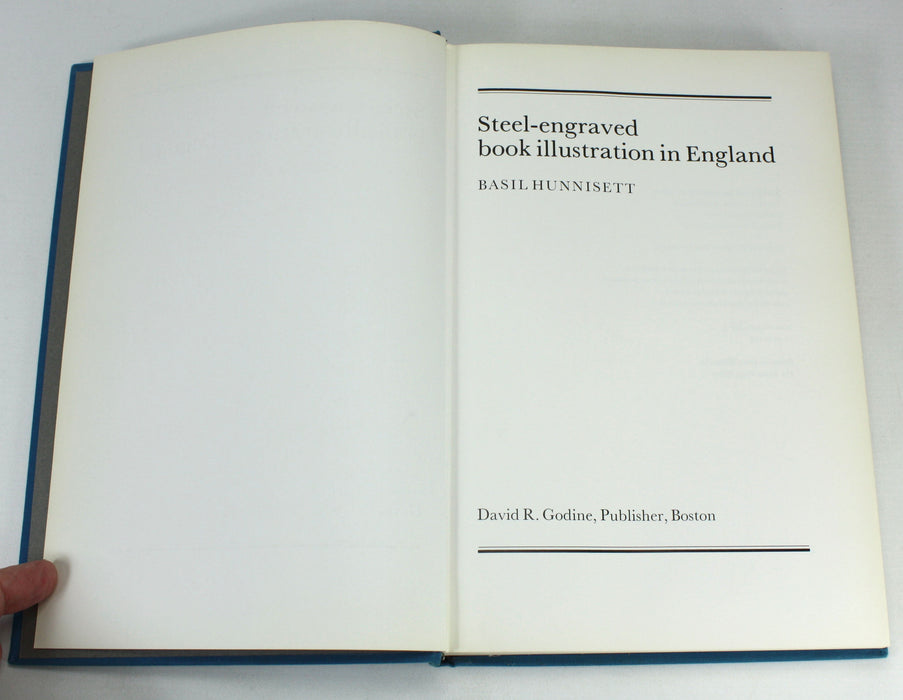 Steel-engraved
book illustration in England
BASIL HUNNISETT
David R. Godine, Publisher, Boston